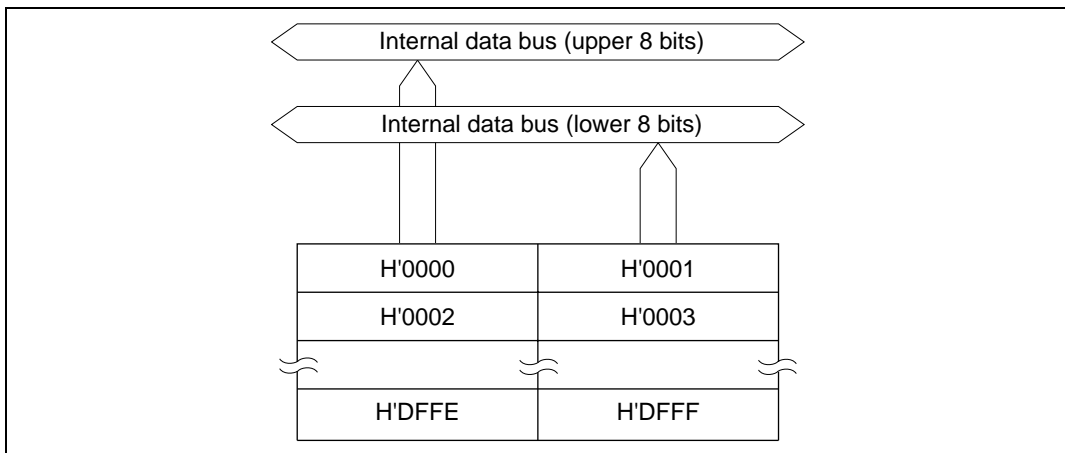 Internal data bus (upper 8 bits)
Internal data bus (lower 8 bits)
H'0000 H'0001
H'0002 H'0003
H'DFFE H'DFFF